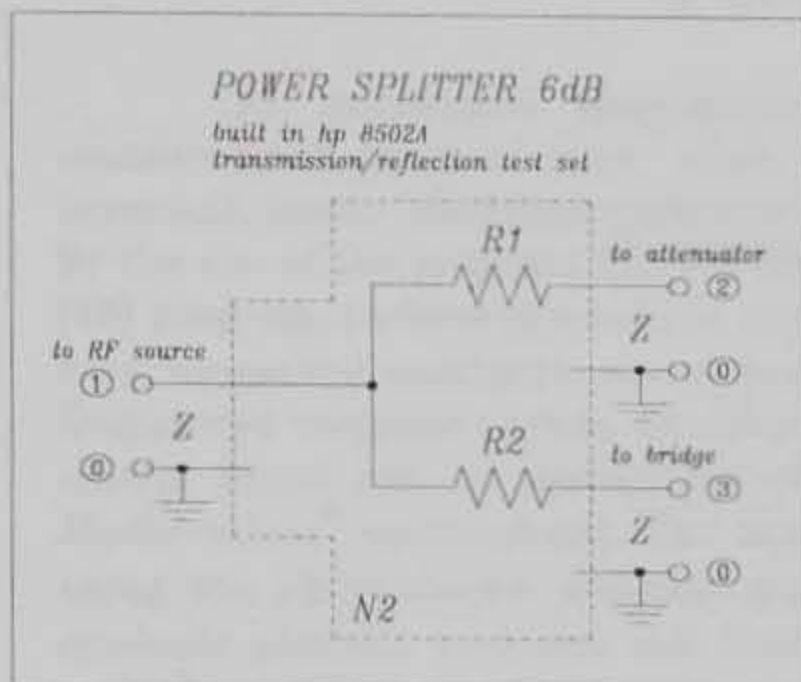 POWER SPLITTER 6dB
built in hp 8502A
transmission/reflection test set
R1
to attenuator
②
Z
⓪
to RF source
①
Z
⓪
R2
to bridge
③
Z
⓪
N2